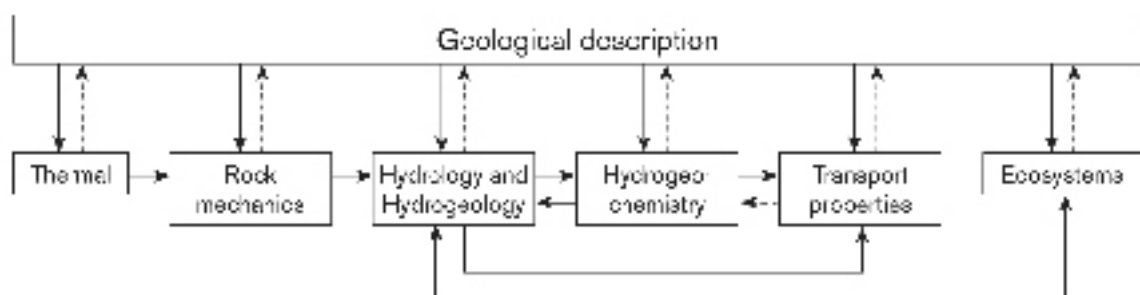 Geological description
Thermal
Rock
mechanics
Hydrology and
Hydrogeology
Hydrogeo-
chemistry
Transport
properties
Ecosystems